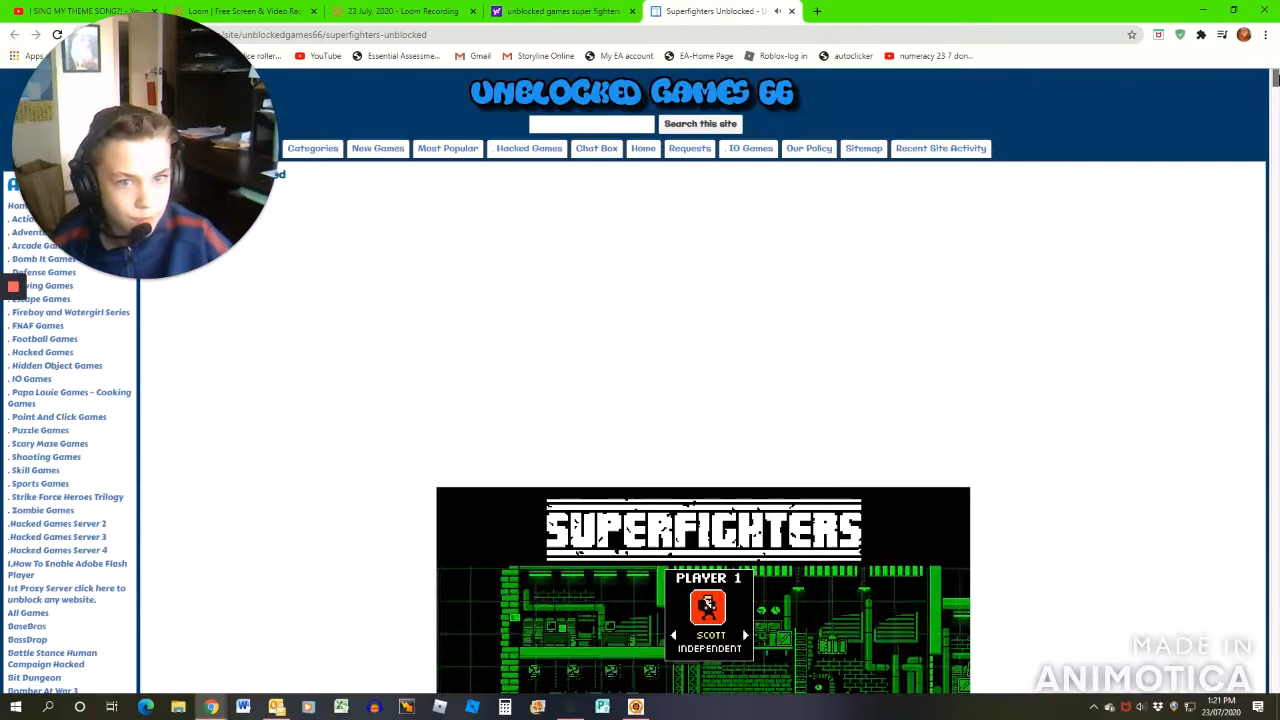 I SING MY THEME SONG?! - Y
Loom | Free Screen & Video Rec
23 July, 2020 - Loom Recording
unblocked games super fighters
Superfighters Unblocked - U
/site/unblockedgames66/superfighters-unblocked
Apps
ice roller...
YouTube
Essential Assessme...
Gmail
Storyline Online
My EA account
EA-Home Page
Roblox-log in
autoclicker
numeracy 23 7 don...
UNBLOCKED GAMES 66
Search this site
Categories
New Games
Most Popular
. Hacked Games
Chat Box
Home
Requests
. IO Games
Our Policy
Sitemap
Recent Site Activity
ed
. Bomb It Games
. Defense Games
. Escape Games
. Fireboy and Watergirl Series
. FNAF Games
. Football Games
. Hacked Games
. Hidden Object Games
. IO Games
. Papa Louie Games - Cooking
Games
. Point And Click Games
. Puzzle Games
. Scary Maze Games
. Shooting Games
. Skill Games
. Sports Games
. Strike Force Heroes Trilogy
. Zombie Games
.Hacked Games Server 2
.Hacked Games Server 3
.Hacked Games Server 4
1.How To Enable Adobe Flash
Player
1st Proxy Server click here to
unblock any website.
All Games
BaseBros
BassDrop
Battle Stance Human
Campaign Hacked
Bit Dungeon
Bomber At War 3
SUPERFIGHTERS
PLAYER 1
SCOTT
INDEPENDENT
1:21 PM
23/07/2020